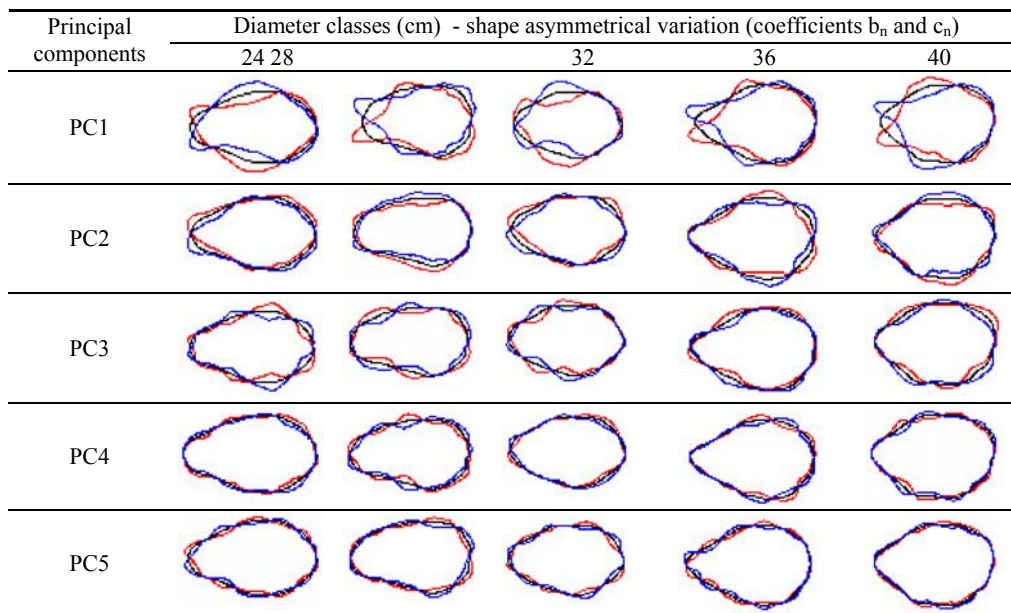 Principal components
Diameter classes (cm) - shape asymmetrical variation (coefficients bn and cn)
24 28 32 36 40
PC1
PC2
PC3
PC4
PC5